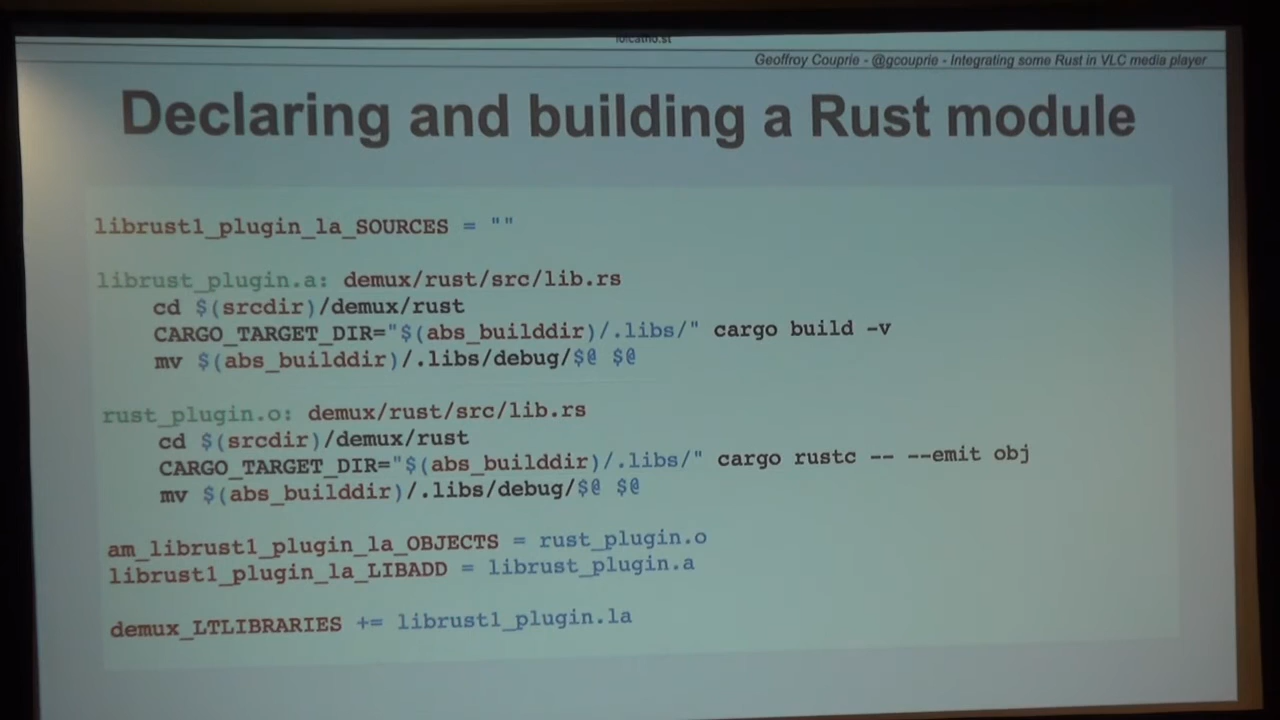 Geoffroy Couprie - @gcouprie - Integrating some Rust in VLC media player
Declaring and building a Rust module
librust1_plugin_la_SOURCES = ""
librust_plugin.a: demux/rust/src/lib.rs
cd $(srcdir)/demux/rust
CARGO_TARGET_DIR="$(abs_builddir)/.libs/" cargo build -v
mv $(abs_builddir)/.libs/debug/$@ $@
rust_plugin.o: demux/rust/src/lib.rs
cd $(srcdir)/demux/rust
CARGO_TARGET_DIR="$(abs_builddir)/.libs/" cargo rustc -- --emit obj
mv $(abs_builddir)/.libs/debug/$@ $@
am_librust1_plugin_la_OBJECTS = rust_plugin.o
librust1_plugin_la_LIBADD = librust_plugin.a
demux_LTLIBRARIES += librust1_plugin.la